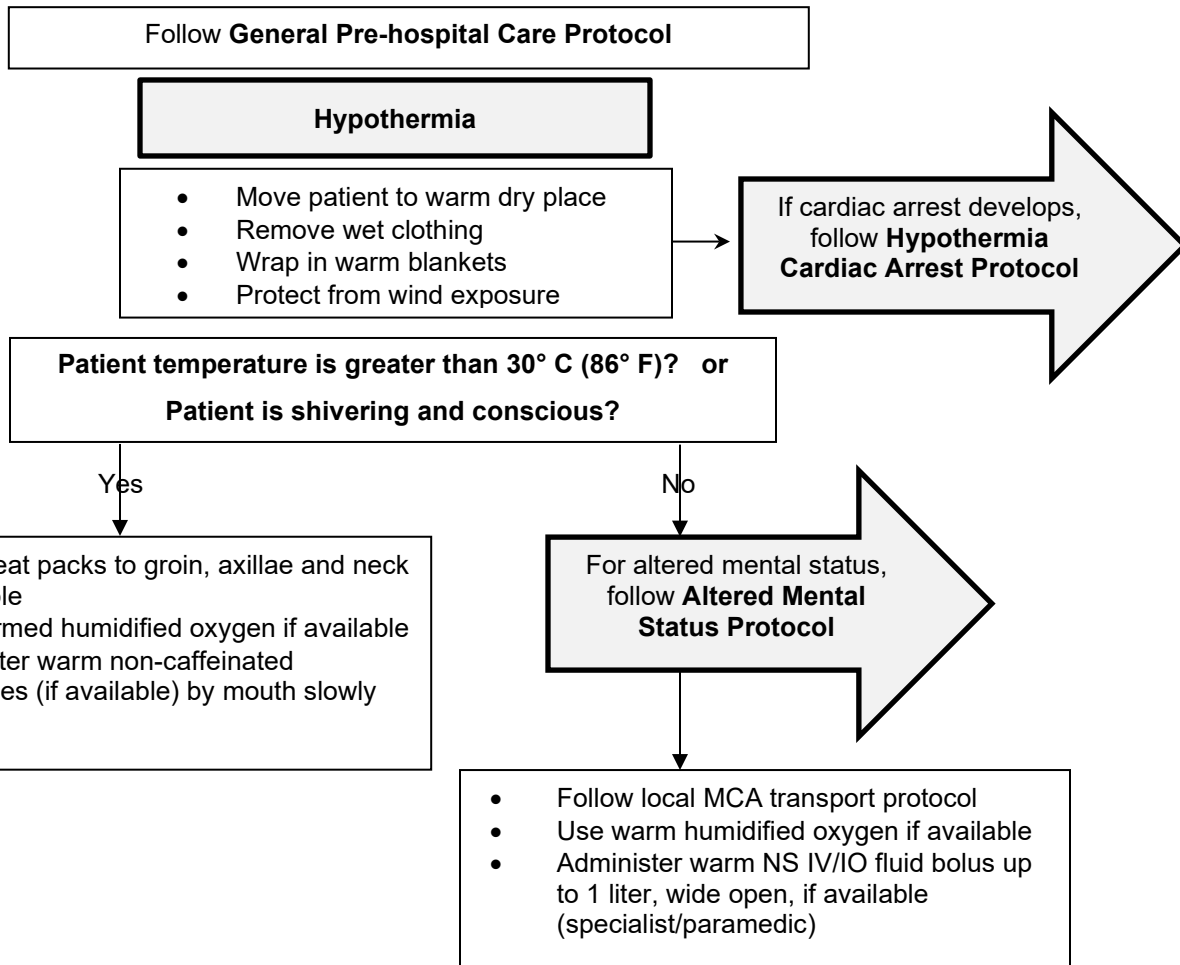 Follow General Pre-hospital Care Protocol
Hypothermia
• Move patient to warm dry place
• Remove wet clothing
• Wrap in warm blankets
• Protect from wind exposure
If cardiac arrest develops,
follow Hypothermia
Cardiac Arrest Protocol
Patient temperature is greater than 30° C (86° F)? or
Patient is shivering and conscious?
Yes
No
eat packs to groin, axillae and neck
ble
rmed humidified oxygen if available
ter warm non-caffeinated
es (if available) by mouth slowly
For altered mental status,
follow Altered Mental
Status Protocol
• Follow local MCA transport protocol
• Use warm humidified oxygen if available
• Administer warm NS IV/IO fluid bolus up
to 1 liter, wide open, if available
(specialist/paramedic)